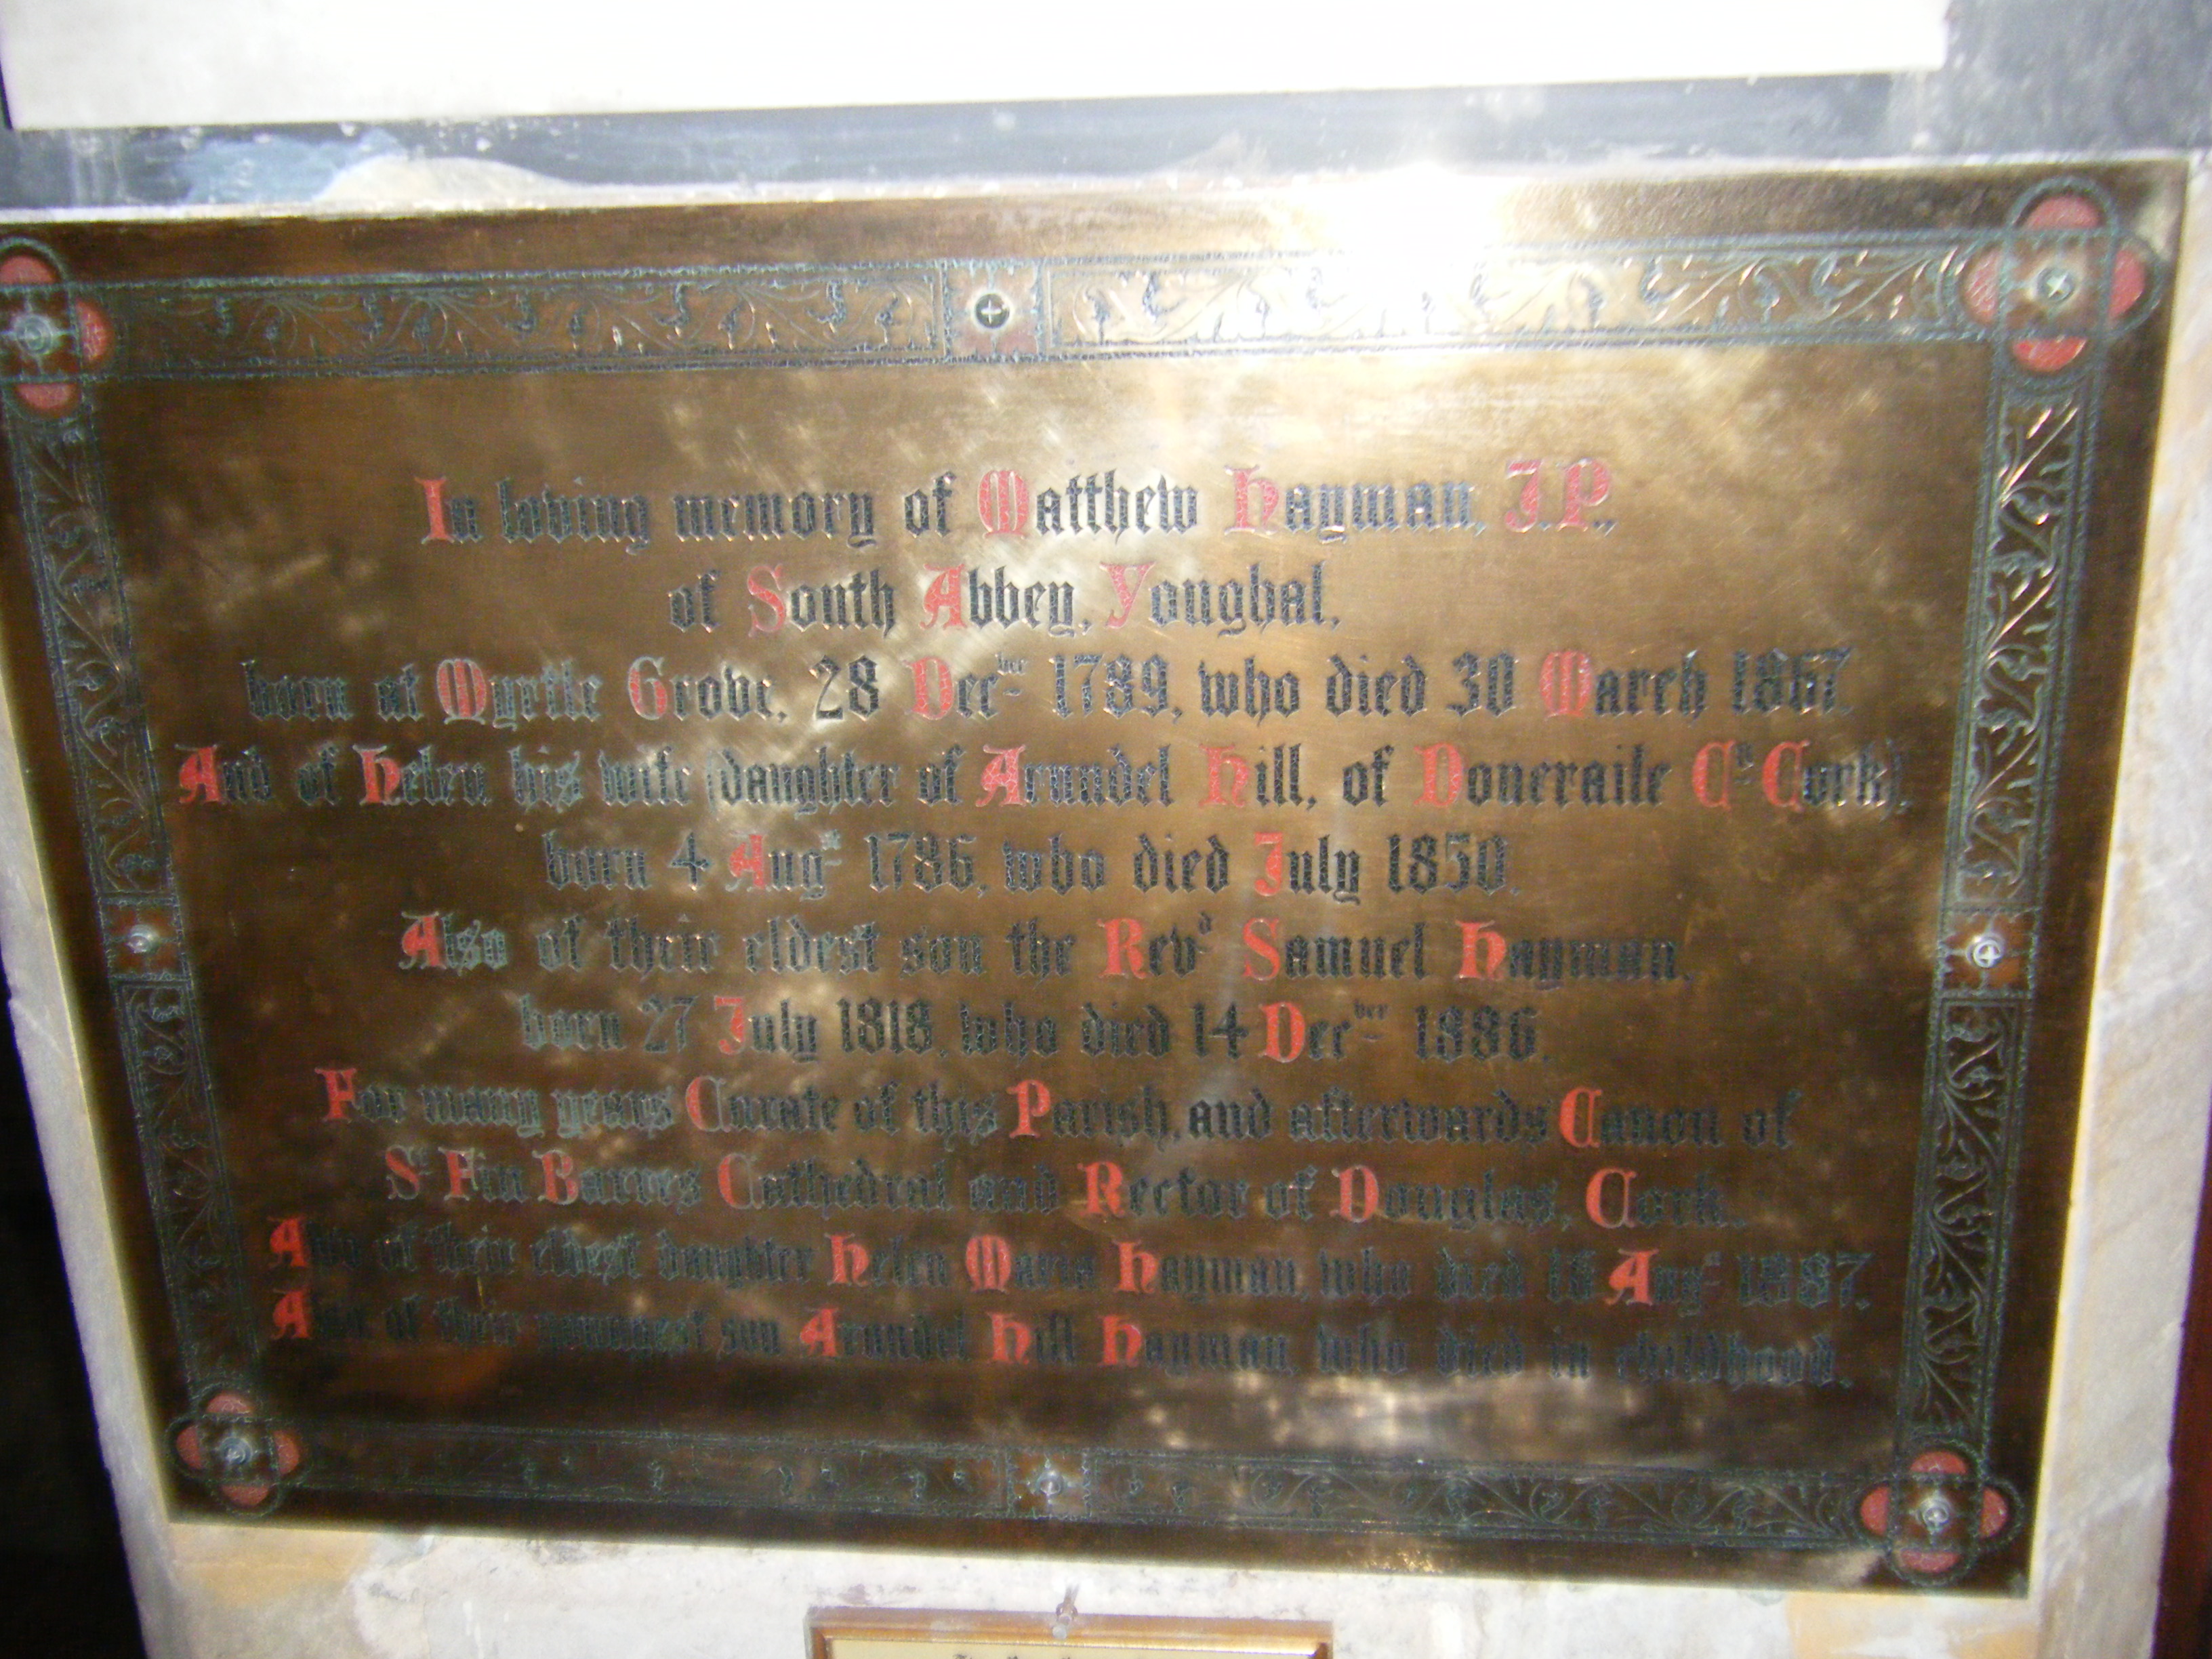 In loving memory of Matthew Hayman, J.P.,
of South Abbey, Youghal,
born at Myrtle Grove, 28 Decber 1789, who died 30 March 1867.
And of Helen his wife (daughter of Arundel Hill, of Doneraile Co Cork),
born 4 Augst 1786, who died July 1850.
Also of their eldest son the Revd Samuel Hayman,
born 27 July 1818, who died 14 Decber 1886.
For many years Curate of this Parish, and afterwards Canon of
St Fin Barres Cathedral and Rector of Douglas, Cork.
Also of their eldest daughter Helen Maria Hayman, who died 16 Augst 1887.
Also of their youngest son Arundel Hill Hayman, who died in childhood.